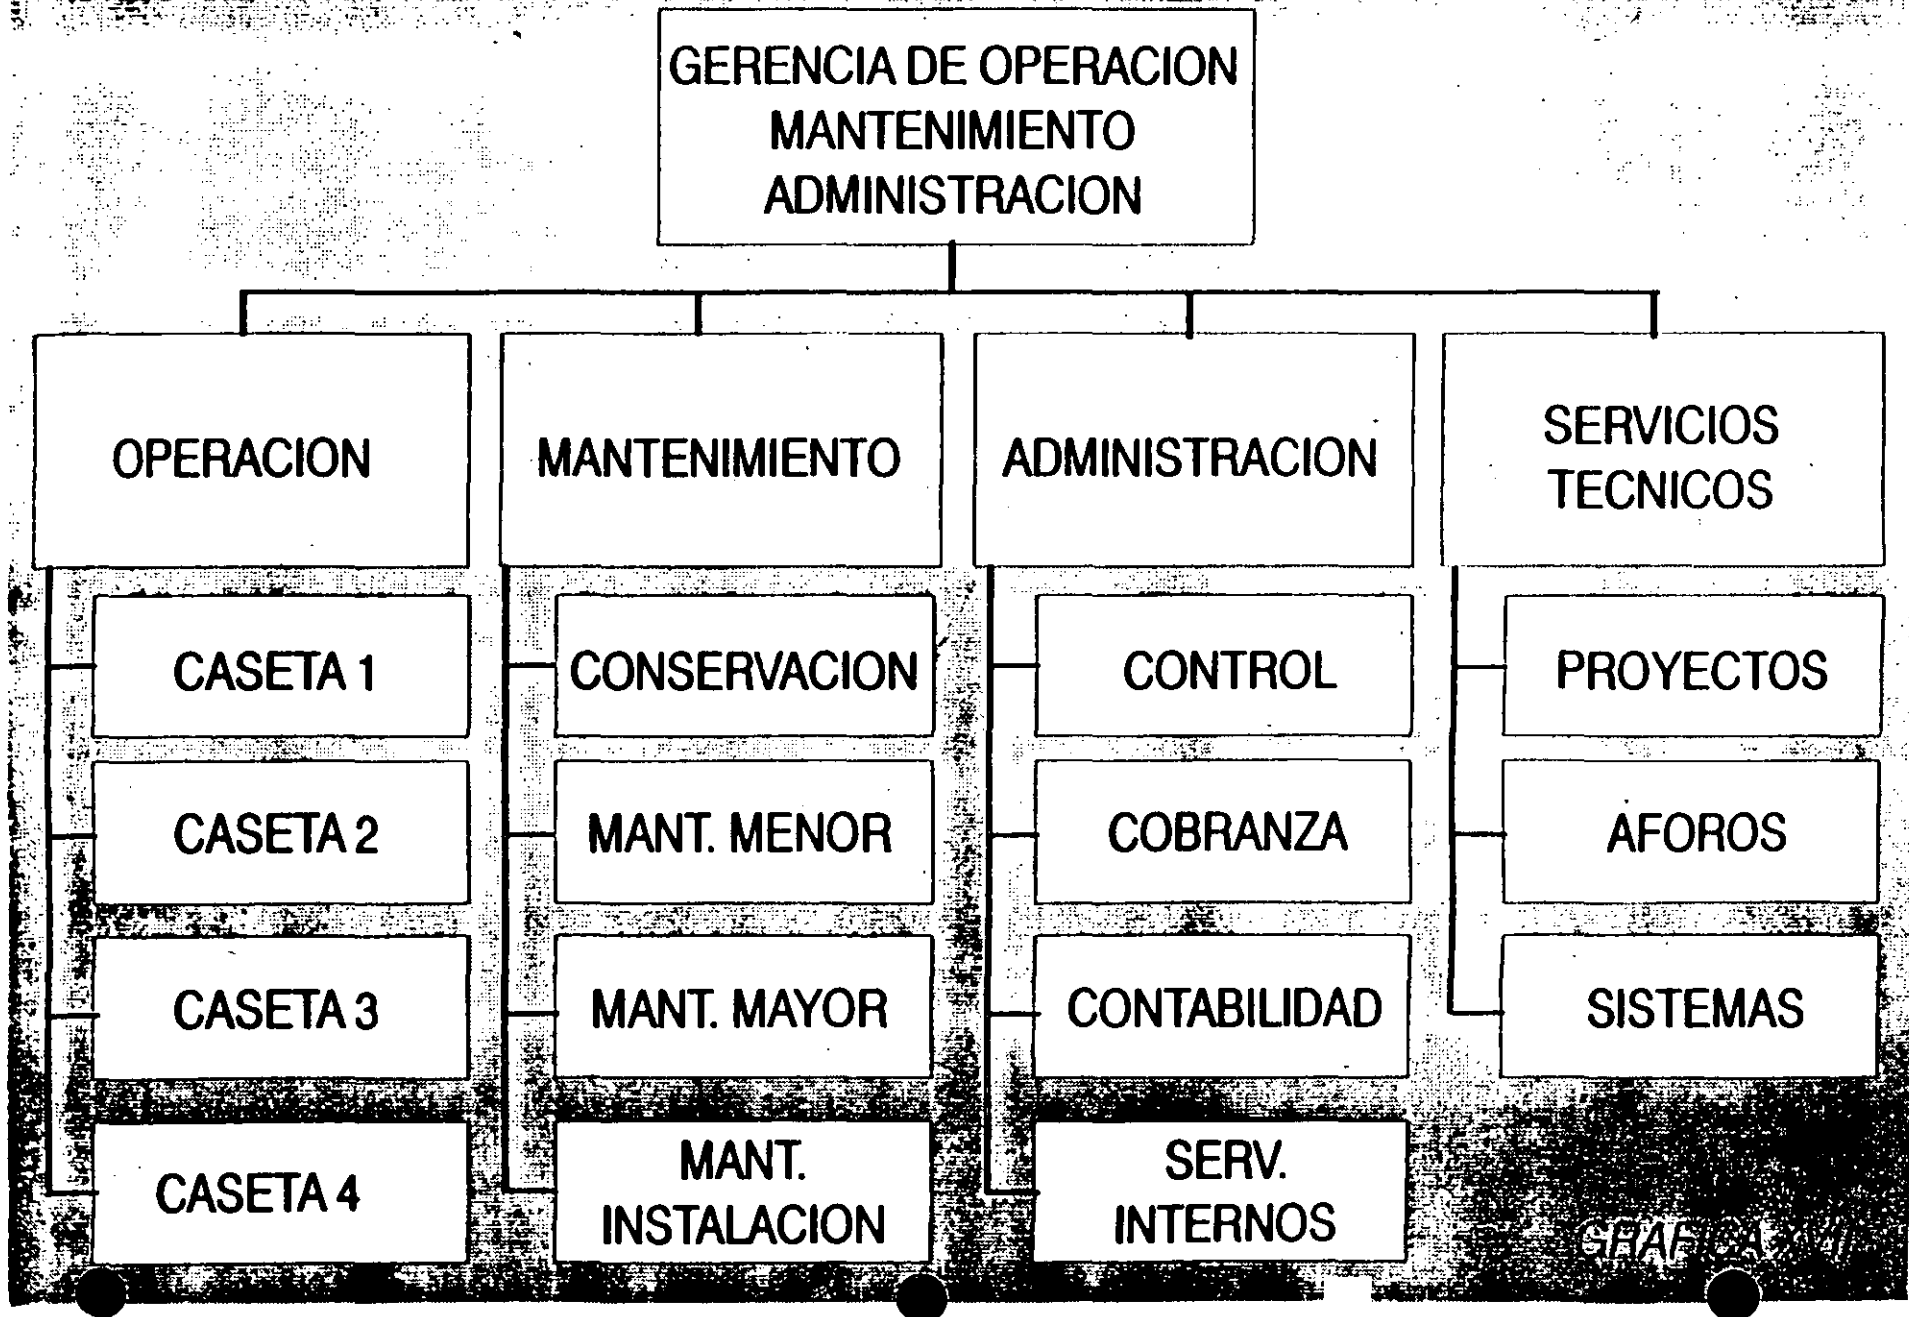 GERENCIA DE OPERACION
MANTENIMIENTO
ADMINISTRACION
OPERACION
MANTENIMIENTO
ADMINISTRACION
SERVICIOS
TECNICOS
CASETA 1
CONSERVACION
CONTROL
PROYECTOS
CASETA 2
MANT. MENOR
COBRANZA
AFOROS
CASETA 3
MANT. MAYOR
CONTABILIDAD
SISTEMAS
CASETA 4
MANT.
INSTALACION
SERV.
INTERNOS
GRAFICA